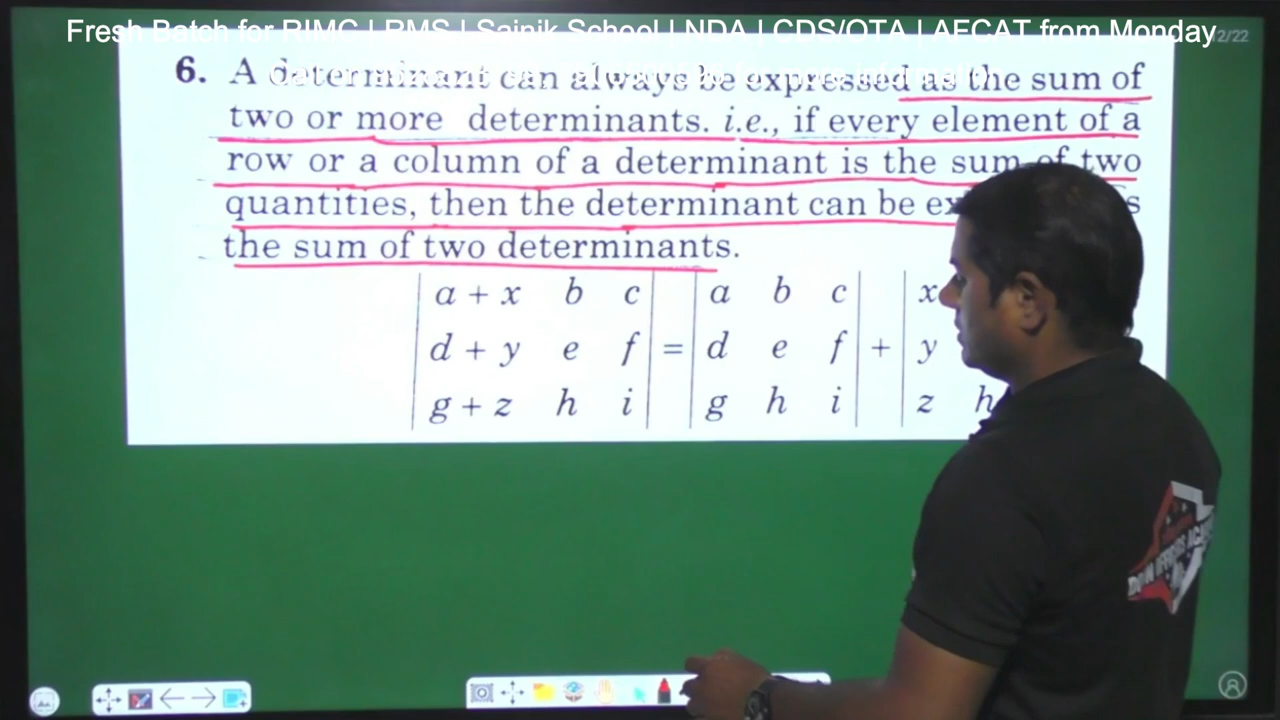 Fresh Batch for RIMC | RMS | Sainik School | NDA | CDS/OTA | AFCAT from Monday
2/22
6. A determinant can always be expressed as the sum of
two or more determinants. i.e., if every element of a
row or a column of a determinant is the sum of two
quantities, then the determinant can be
the sum of two determinants.
a + x b c | a b c | x
d + y e f = d e f + y
g + z h i | g h i | z h